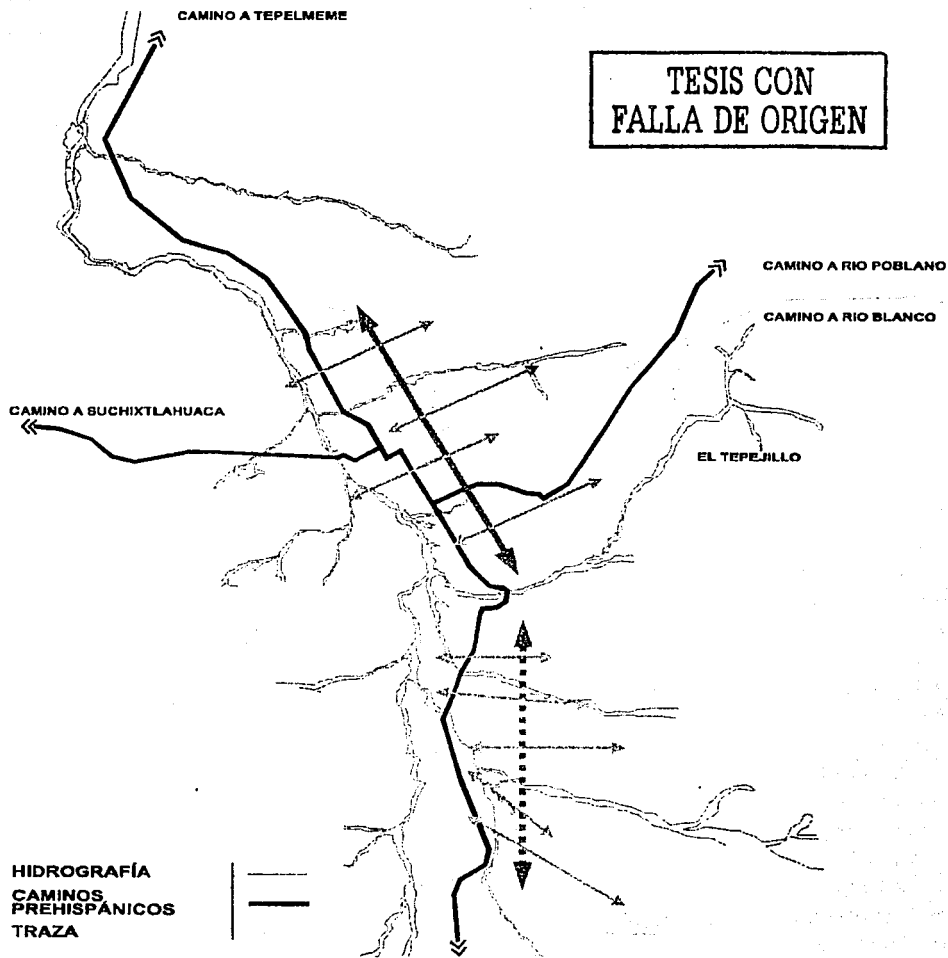 CAMINO A TEPELMEME
TESIS CON
FALLA DE ORIGEN
CAMINO A RIO POBLANO
CAMINO A RIO BLANCO
CAMINO A SUCHIXTLAHUACA
EL TEPEJILLO
HIDROGRAFÍA
CAMINOS
PREHISPÁNICOS
TRAZA